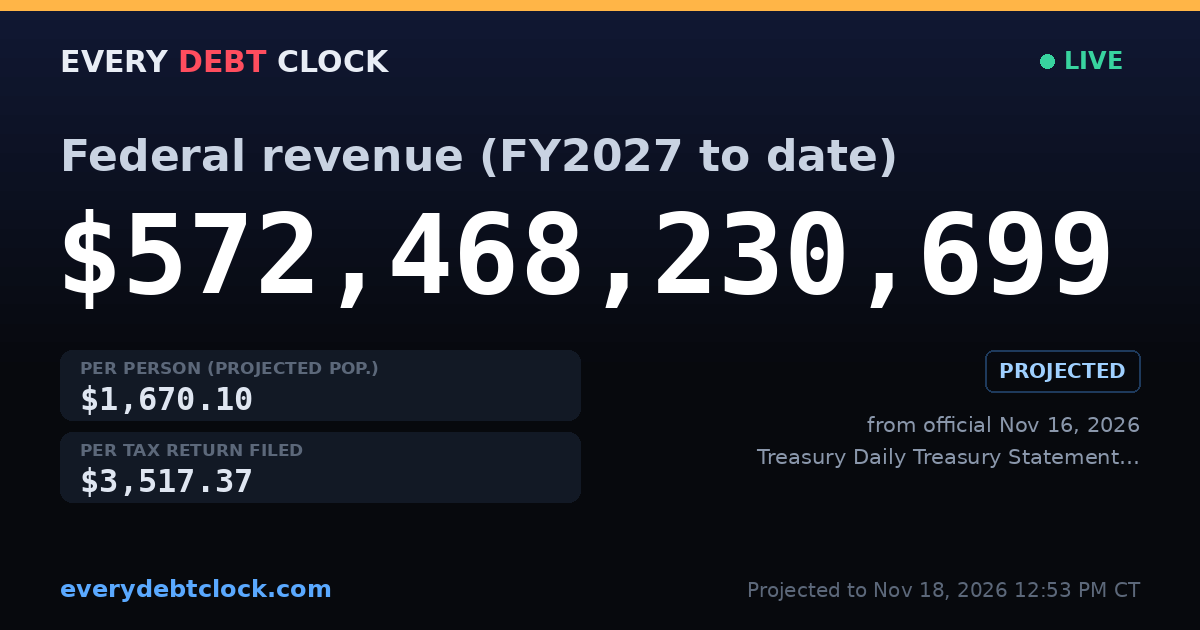 EVERY DEBT CLOCK
LIVE
Federal revenue (FY2027 to date)
$572,468,230,699
PER PERSON (PROJECTED POP.)
$1,670.10
PER TAX RETURN FILED
$3,517.37
PROJECTED
from official Nov 16, 2026
Treasury Daily Treasury Statement…
everydebtclock.com
Projected to Nov 18, 2026 12:53 PM CT